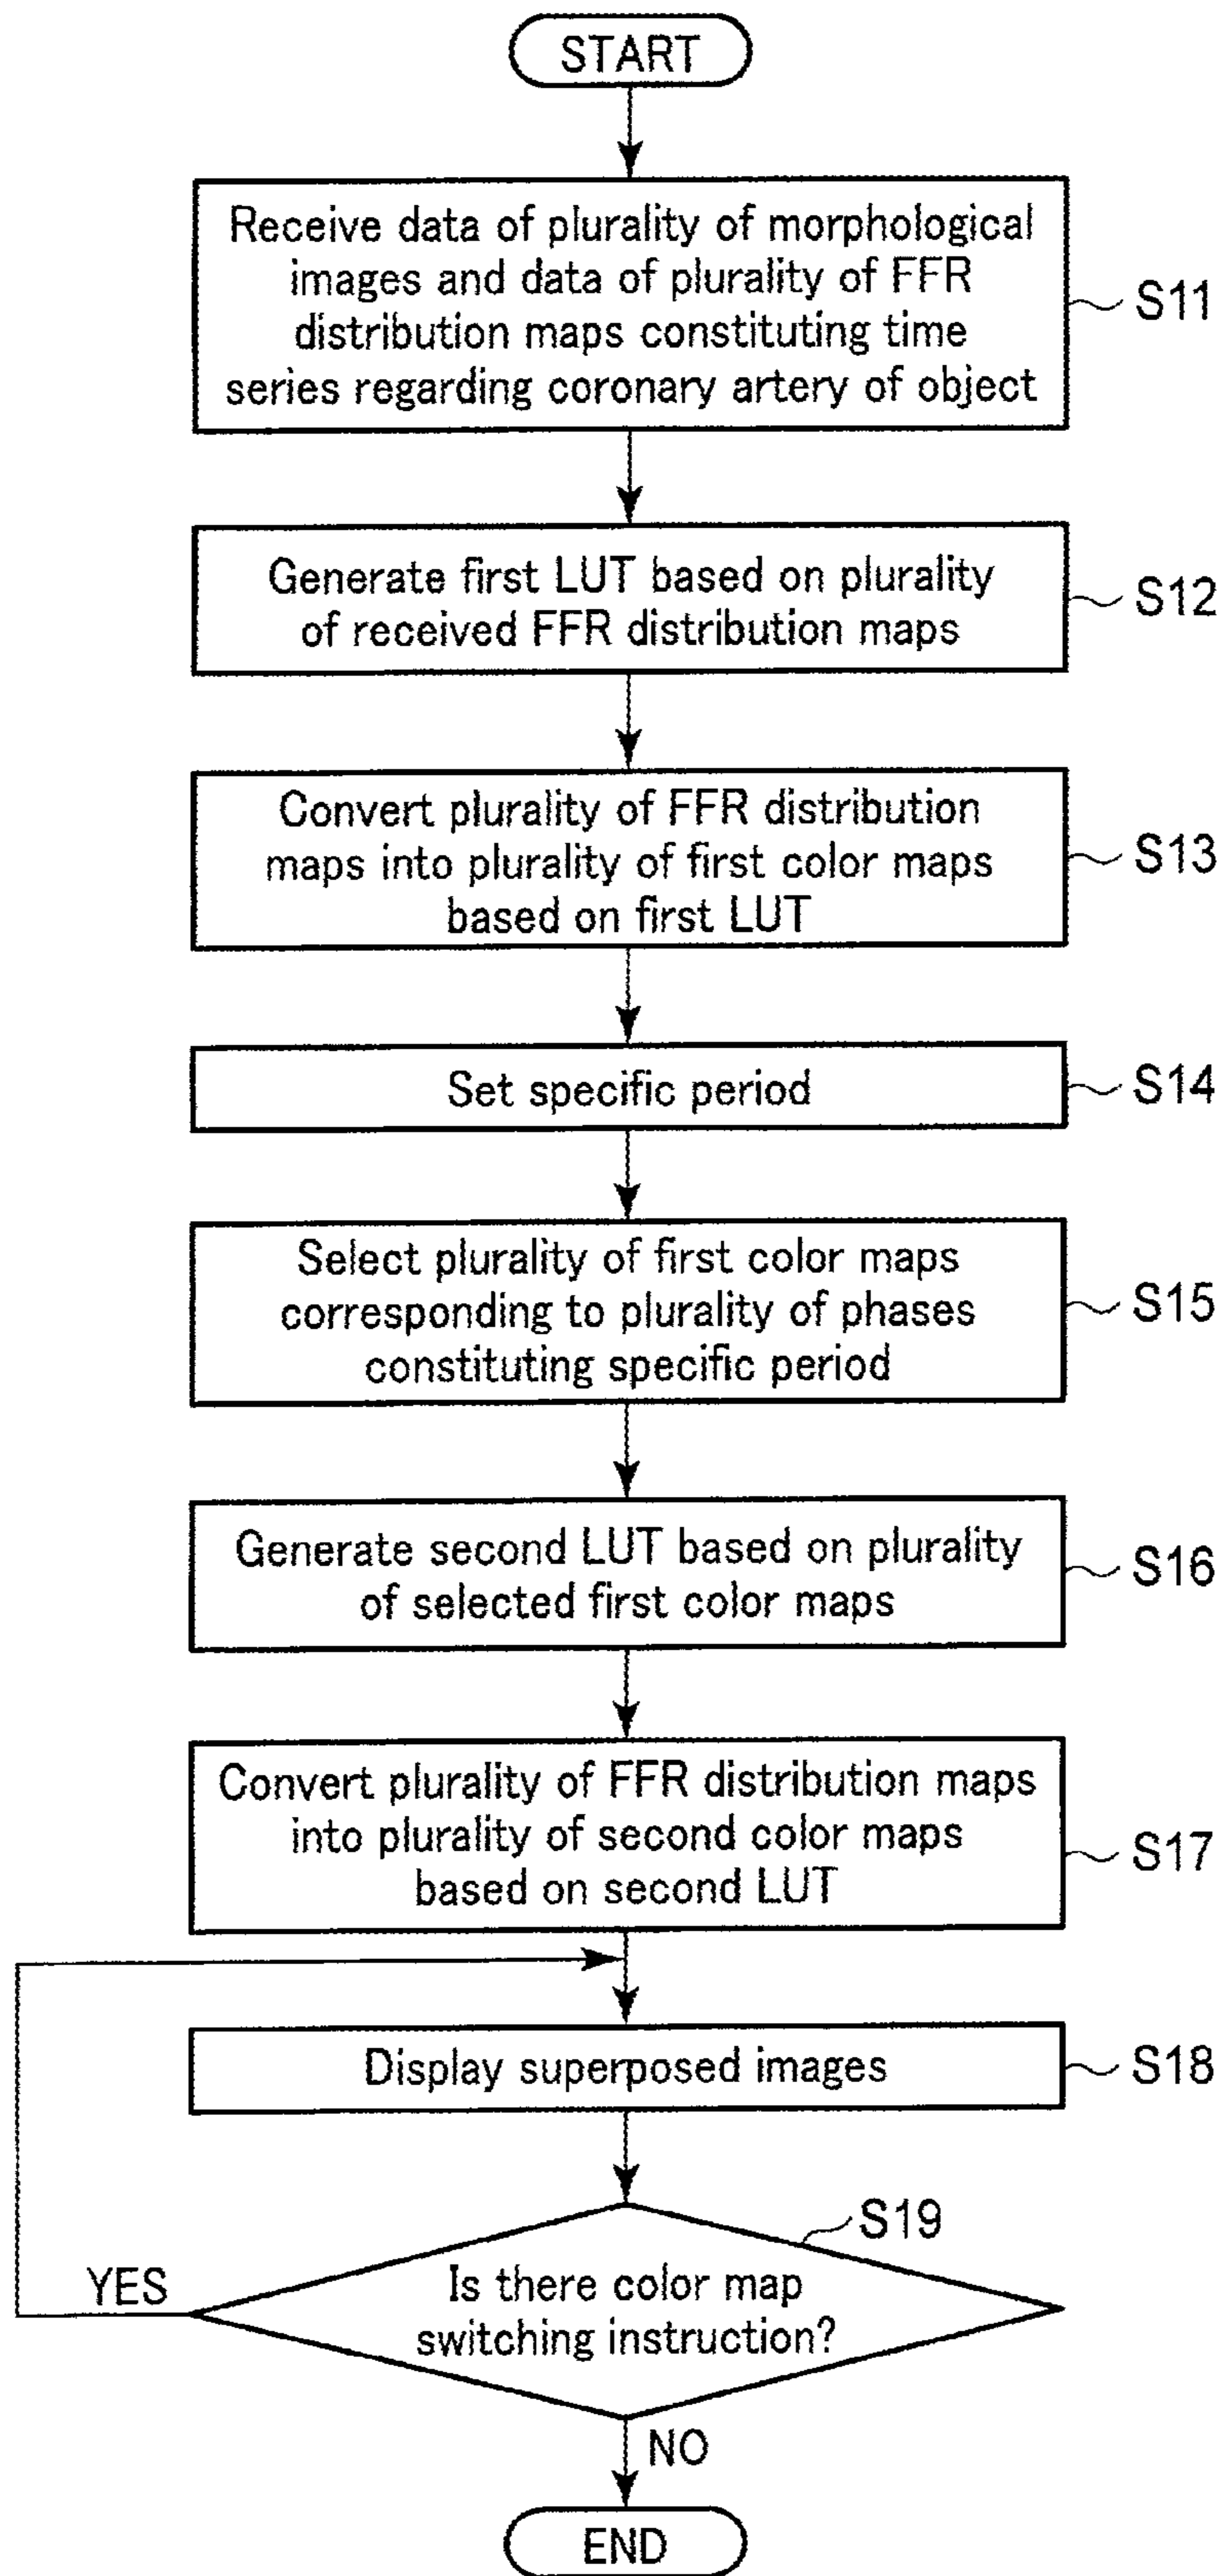 START
Receive data of plurality of morphological
images and data of plurality of FFR
distribution maps constituting time
series regarding coronary artery of object
S11
Generate first LUT based on plurality
of received FFR distribution maps
S12
Convert plurality of FFR distribution
maps into plurality of first color maps
based on first LUT
S13
Set specific period
S14
Select plurality of first color maps
corresponding to plurality of phases
constituting specific period
S15
Generate second LUT based on plurality
of selected first color maps
S16
Convert plurality of FFR distribution maps
into plurality of second color maps
based on second LUT
S17
Display superposed images
S18
S19
Is there color map
switching instruction?
YES
NO
END